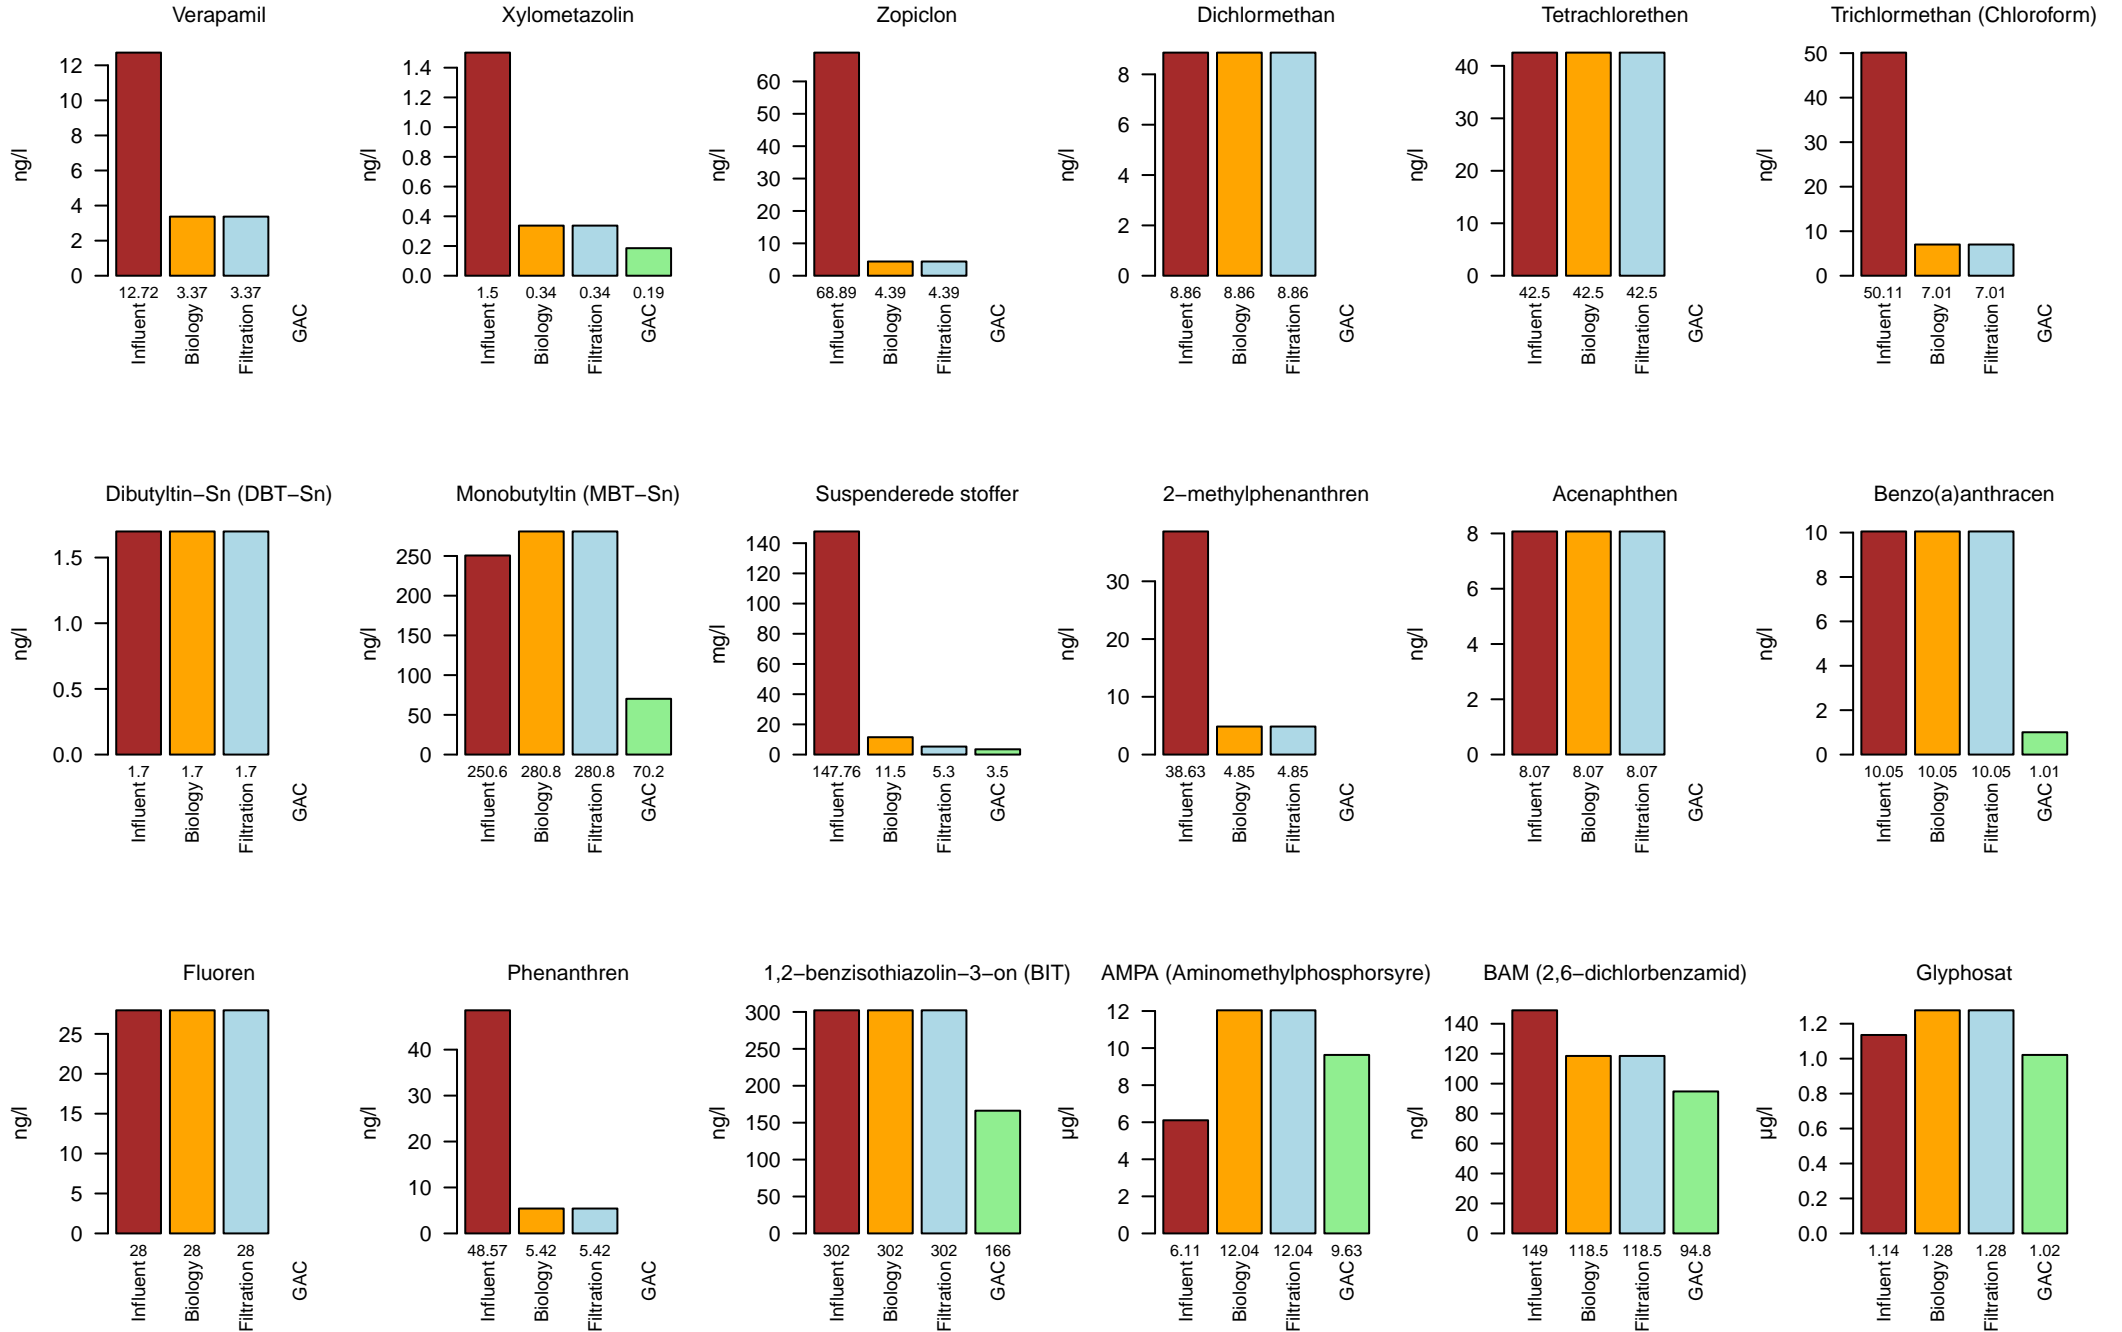 Verapamil
ng/l
12
10
8
6
4
2
0
12.72 3.37 3.37
Influent Biology Filtration GAC
Xylometazolin
ng/l
1.4
1.2
1.0
0.8
0.6
0.4
0.2
0.0
1.5 0.34 0.34 0.19
Influent Biology Filtration GAC
Zopiclon
ng/l
60
50
40
30
20
10
0
68.89 4.39 4.39
Influent Biology Filtration GAC
Dichlormethan
ng/l
8
6
4
2
0
8.86 8.86 8.86
Influent Biology Filtration GAC
Tetrachlorethen
ng/l
40
30
20
10
0
42.5 42.5 42.5
Influent Biology Filtration GAC
Trichlormethan (Chloroform)
ng/l
50
40
30
20
10
0
50.11 7.01 7.01
Influent Biology Filtration GAC
Dibutyltin−Sn (DBT−Sn)
ng/l
1.5
1.0
0.5
0.0
1.7 1.7 1.7
Influent Biology Filtration GAC
Monobutyltin (MBT−Sn)
ng/l
250
200
150
100
50
0
250.6 280.8 280.8 70.2
Influent Biology Filtration GAC
Suspenderede stoffer
mg/l
140
120
100
80
60
40
20
0
147.76 11.5 5.3 3.5
Influent Biology Filtration GAC
2−methylphenanthren
ng/l
30
20
10
0
38.63 4.85 4.85
Influent Biology Filtration GAC
Acenaphthen
ng/l
8
6
4
2
0
8.07 8.07 8.07
Influent Biology Filtration GAC
Benzo(a)anthracen
ng/l
10
8
6
4
2
0
10.05 10.05 10.05 1.01
Influent Biology Filtration GAC
Fluoren
ng/l
25
20
15
10
5
0
28 28 28
Influent Biology Filtration GAC
Phenanthren
ng/l
40
30
20
10
0
48.57 5.42 5.42
Influent Biology Filtration GAC
1,2−benzisothiazolin−3−on (BIT)
ng/l
300
250
200
150
100
50
0
302 302 302 166
Influent Biology Filtration GAC
AMPA (Aminomethylphosphorsyre)
µg/l
12
10
8
6
4
2
0
6.11 12.04 12.04 9.63
Influent Biology Filtration GAC
BAM (2,6−dichlorbenzamid)
ng/l
140
120
100
80
60
40
20
0
149 118.5 118.5 94.8
Influent Biology Filtration GAC
Glyphosat
µg/l
1.2
1.0
0.8
0.6
0.4
0.2
0.0
1.14 1.28 1.28 1.02
Influent Biology Filtration GAC